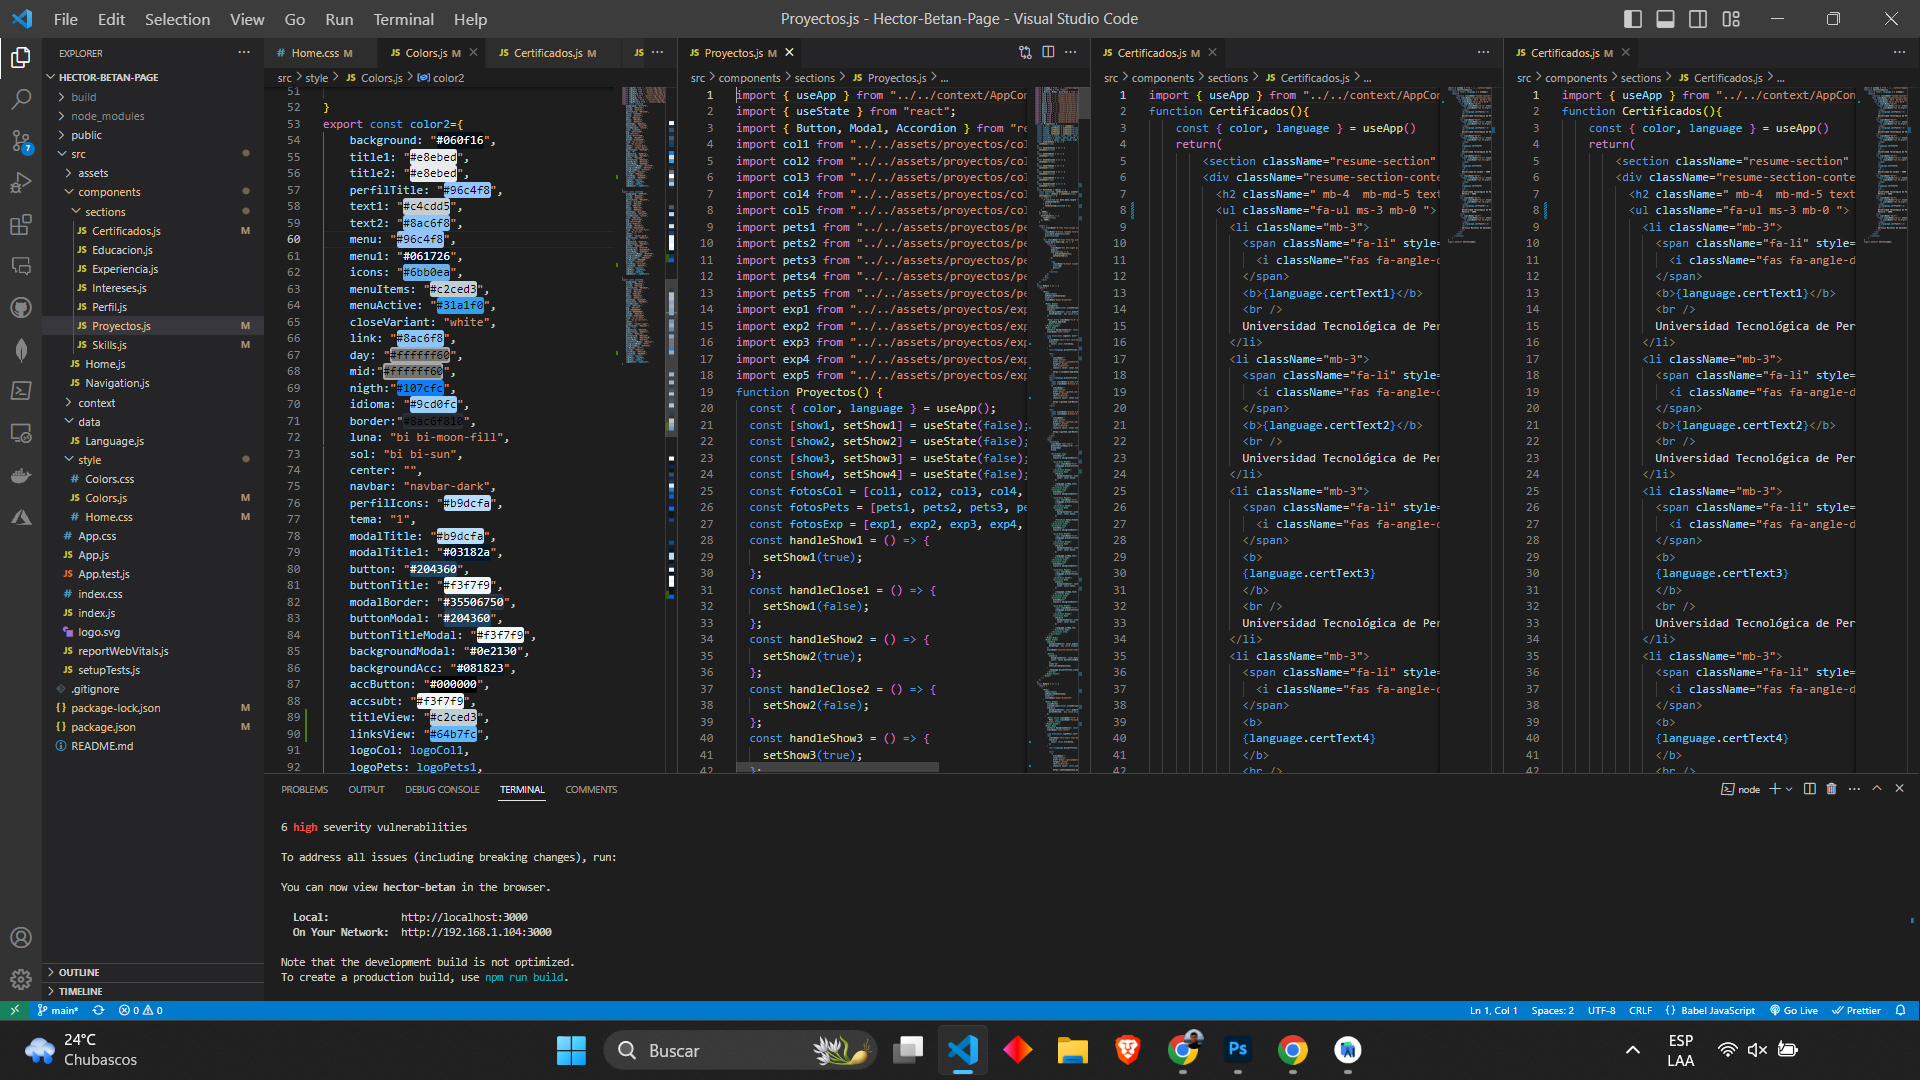 File Edit Selection View Go Run Terminal Help
Proyectos.js - Hector-Betan-Page - Visual Studio Code
EXPLORER
HECTOR-BETAN-PAGE
build
node_modules
public
src
assets
components
sections
Certificados.js M
Educacion.js
Experiencia.js
Intereses.js
Perfil.js
Proyectos.js M
Skills.js M
Home.js
Navigation.js
context
data
Language.js
style
Colors.css
Colors.js M
Home.css M
App.css
App.js
App.test.js
index.css
index.js
logo.svg
reportWebVitals.js
setupTests.js
.gitignore
package-lock.json M
package.json M
README.md
OUTLINE
TIMELINE
Home.css M
Colors.js M
Certificados.js M
JS
src > style > Colors.js > color2
51
52 }
53 export const color2={
54 background: "#060f16",
55 title1: "#e8ebed",
56 title2: "#e8ebed",
57 perfilTitle: "#96c4f8",
58 text1: "#c4cdd5",
59 text2: "#8ac6f8",
60 menu: "#96c4f8",
61 menu1: "#061726",
62 icons: "#6bb0ea",
63 menuItems: "#c2ced3",
64 menuActive: "#31a1f0",
65 closeVariant: "white",
66 link: "#8ac6f8",
67 day: "#ffffff60",
68 mid:"#ffffff60",
69 nigth:"#107cfc",
70 idioma: "#9cd0fc",
71 border:"#8ac6f810",
72 luna: "bi bi-moon-fill",
73 sol: "bi bi-sun",
74 center: "",
75 navbar: "navbar-dark",
76 perfilIcons: "#b9dcfa",
77 tema: "1",
78 modalTitle: "#b9dcfa",
79 modalTitle1: "#03182a",
80 button: "#204360",
81 buttonTitle: "#f3f7f9",
82 modalBorder: "#35506750",
83 buttonModal: "#204360",
84 buttonTitleModal: "#f3f7f9",
85 backgroundModal: "#0e2130",
86 backgroundAcc: "#081823",
87 accButton: "#000000",
88 accsubt: "#f3f7f9",
89 titleView: "#c2ced3",
90 linksView: "#64b7fc",
91 logoCol: logoCol1,
92 logoPets: logoPets1,
Proyectos.js M
src > components > sections > Proyectos.js > ...
1 import { useApp } from "../../context/AppCon
2 import { useState } from "react";
3 import { Button, Modal, Accordion } from "re
4 import col1 from "../../assets/proyectos/col
5 import col2 from "../../assets/proyectos/col
6 import col3 from "../../assets/proyectos/col
7 import col4 from "../../assets/proyectos/col
8 import col5 from "../../assets/proyectos/col
9 import pets1 from "../../assets/proyectos/pe
10 import pets2 from "../../assets/proyectos/pe
11 import pets3 from "../../assets/proyectos/pe
12 import pets4 from "../../assets/proyectos/pe
13 import pets5 from "../../assets/proyectos/pe
14 import exp1 from "../../assets/proyectos/exp
15 import exp2 from "../../assets/proyectos/exp
16 import exp3 from "../../assets/proyectos/exp
17 import exp4 from "../../assets/proyectos/exp
18 import exp5 from "../../assets/proyectos/exp
19 function Proyectos() {
20 const { color, language } = useApp();
21 const [show1, setShow1] = useState(false);
22 const [show2, setShow2] = useState(false);
23 const [show3, setShow3] = useState(false);
24 const [show4, setShow4] = useState(false);
25 const fotosCol = [col1, col2, col3, col4,
26 const fotosPets = [pets1, pets2, pets3, pe
27 const fotosExp = [exp1, exp2, exp3, exp4,
28 const handleShow1 = () => {
29 setShow1(true);
30 };
31 const handleClose1 = () => {
32 setShow1(false);
33 };
34 const handleShow2 = () => {
35 setShow2(true);
36 };
37 const handleClose2 = () => {
38 setShow2(false);
39 };
40 const handleShow3 = () => {
41 setShow3(true);
42 };
Certificados.js M
src > components > sections > Certificados.js > ...
1 import { useApp } from "../../context/AppCon
2 function Certificados(){
3 const { color, language } = useApp()
4 return(
5 <section className="resume-section"
6 <div className="resume-section-conte
7 <h2 className=" mb-4 mb-md-5 text
8 <ul className="fa-ul ms-3 mb-0 ">
9 <li className="mb-3">
10 <span className="fa-li" style=
11 <i className="fas fa-angle-d
12 </span>
13 <b>{language.certText1}</b>
14 <br />
15 Universidad Tecnológica de Per
16 </li>
17 <li className="mb-3">
18 <span className="fa-li" style=
19 <i className="fas fa-angle-d
20 </span>
21 <b>{language.certText2}</b>
22 <br />
23 Universidad Tecnológica de Per
24 </li>
25 <li className="mb-3">
26 <span className="fa-li" style=
27 <i className="fas fa-angle-d
28 </span>
29 <b>
30 {language.certText3}
31 </b>
32 <br />
33 Universidad Tecnológica de Per
34 </li>
35 <li className="mb-3">
36 <span className="fa-li" style=
37 <i className="fas fa-angle-d
38 </span>
39 <b>
40 {language.certText4}
41 </b>
42 <br />
Certificados.js M
src > components > sections > Certificados.js > ...
1 import { useApp } from "../../context/AppCon
2 function Certificados(){
3 const { color, language } = useApp()
4 return(
5 <section className="resume-section"
6 <div className="resume-section-conte
7 <h2 className=" mb-4 mb-md-5 text
8 <ul className="fa-ul ms-3 mb-0 ">
9 <li className="mb-3">
10 <span className="fa-li" style=
11 <i className="fas fa-angle-d
12 </span>
13 <b>{language.certText1}</b>
14 <br />
15 Universidad Tecnológica de Per
16 </li>
17 <li className="mb-3">
18 <span className="fa-li" style=
19 <i className="fas fa-angle-d
20 </span>
21 <b>{language.certText2}</b>
22 <br />
23 Universidad Tecnológica de Per
24 </li>
25 <li className="mb-3">
26 <span className="fa-li" style=
27 <i className="fas fa-angle-d
28 </span>
29 <b>
30 {language.certText3}
31 </b>
32 <br />
33 Universidad Tecnológica de Per
34 </li>
35 <li className="mb-3">
36 <span className="fa-li" style=
37 <i className="fas fa-angle-d
38 </span>
39 <b>
40 {language.certText4}
41 </b>
42 <br />
PROBLEMS OUTPUT DEBUG CONSOLE TERMINAL COMMENTS
node
6 high severity vulnerabilities
To address all issues (including breaking changes), run:
You can now view hector-betan in the browser.
Local: http://localhost:3000
On Your Network: http://192.168.1.104:3000
Note that the development build is not optimized.
To create a production build, use npm run build.
main* 0 0
Ln 1, Col 1 Spaces: 2 UTF-8 CRLF {} Babel JavaScript Go Live Prettier
24°C
Chubascos
Buscar
Ps
ESP
LAA